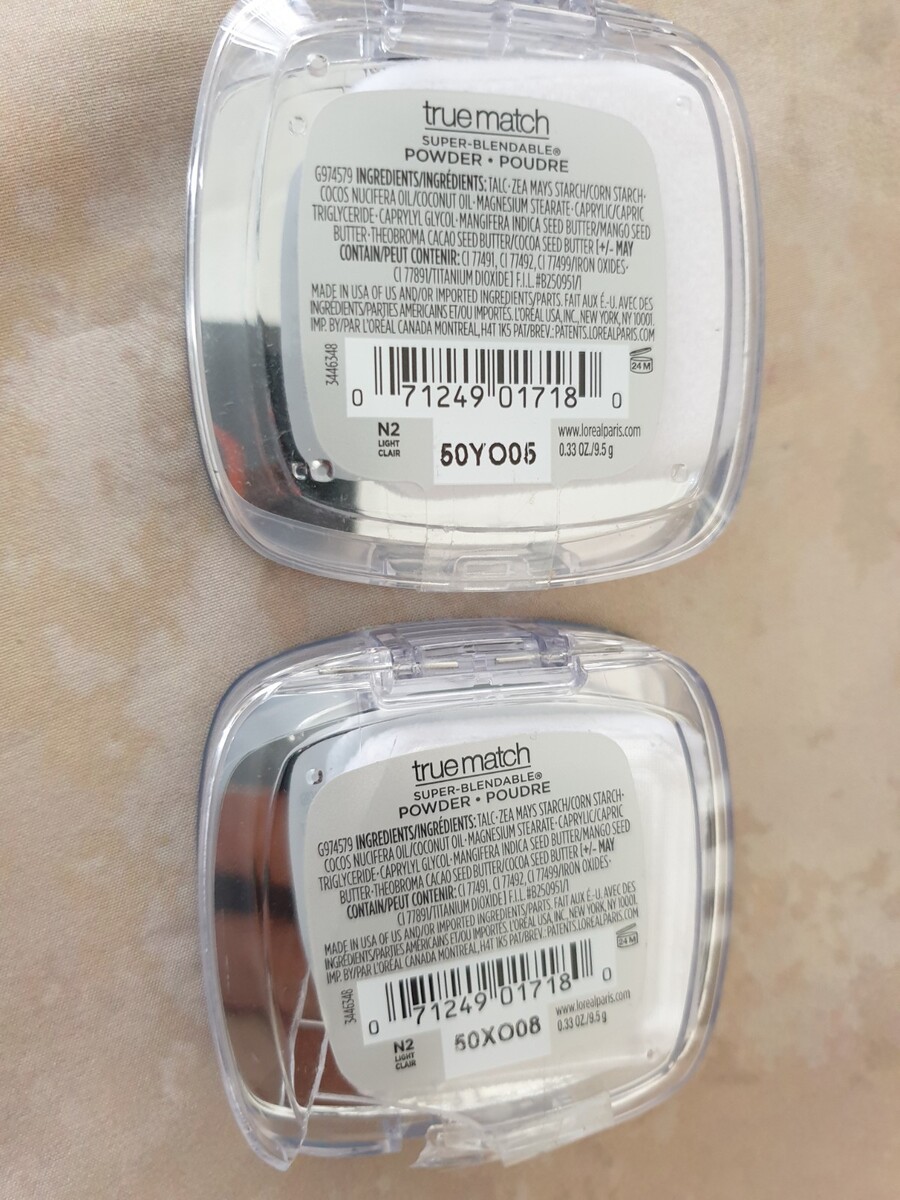 true match
SUPER-BLENDABLE®
POWDER • POUDRE
G974579 INGREDIENTS/INGRÉDIENTS: TALC•ZEA MAYS STARCH/CORN STARCH•
COCOS NUCIFERA OIL/COCONUT OIL•MAGNESIUM STEARATE•CAPRYLIC/CAPRIC
TRIGLYCERIDE•CAPRYLYL GLYCOL•MANGIFERA INDICA SEED BUTTER/MANGO SEED
BUTTER•THEOBROMA CACAO SEED BUTTER/COCOA SEED BUTTER [+/- MAY
CONTAIN/PEUT CONTENIR: CI 77491, CI 77492, CI 77499/IRON OXIDES•
CI 77891/TITANIUM DIOXIDE] F.I.L. #B250951/1
MADE IN USA OF US AND/OR IMPORTED INGREDIENTS/PARTS. FAIT AUX É.-U. AVEC DES
INGRÉDIENTS/PARTIES AMÉRICAINS ET/OU IMPORTÉS. L'ORÉAL USA, INC., NEW YORK, NY 10001.
IMP. BY/PAR L'ORÉAL CANADA MONTREAL, H4T 1K5 PAT/BREV.: PATENTS.LOREALPARIS.COM
3446348
24 M
0 71249 01718 0
N2
LIGHT
CLAIR
50YO05
www.lorealparis.com
0.33 OZ./9.5 g
true match
SUPER-BLENDABLE®
POWDER • POUDRE
G974579 INGREDIENTS/INGRÉDIENTS: TALC•ZEA MAYS STARCH/CORN STARCH•
COCOS NUCIFERA OIL/COCONUT OIL•MAGNESIUM STEARATE•CAPRYLIC/CAPRIC
TRIGLYCERIDE•CAPRYLYL GLYCOL•MANGIFERA INDICA SEED BUTTER/MANGO SEED
BUTTER•THEOBROMA CACAO SEED BUTTER/COCOA SEED BUTTER [+/- MAY
CONTAIN/PEUT CONTENIR: CI 77491, CI 77492, CI 77499/IRON OXIDES•
CI 77891/TITANIUM DIOXIDE] F.I.L. #B250951/1
MADE IN USA OF US AND/OR IMPORTED INGREDIENTS/PARTS. FAIT AUX É.-U. AVEC DES
INGRÉDIENTS/PARTIES AMÉRICAINS ET/OU IMPORTÉS. L'ORÉAL USA, INC., NEW YORK, NY 10001.
IMP. BY/PAR L'ORÉAL CANADA MONTREAL, H4T 1K5 PAT/BREV.: PATENTS.LOREALPARIS.COM
3446348
24 M
0 71249 01718 0
N2
LIGHT
CLAIR
50XO08
www.lorealparis.com
0.33 OZ./9.5 g